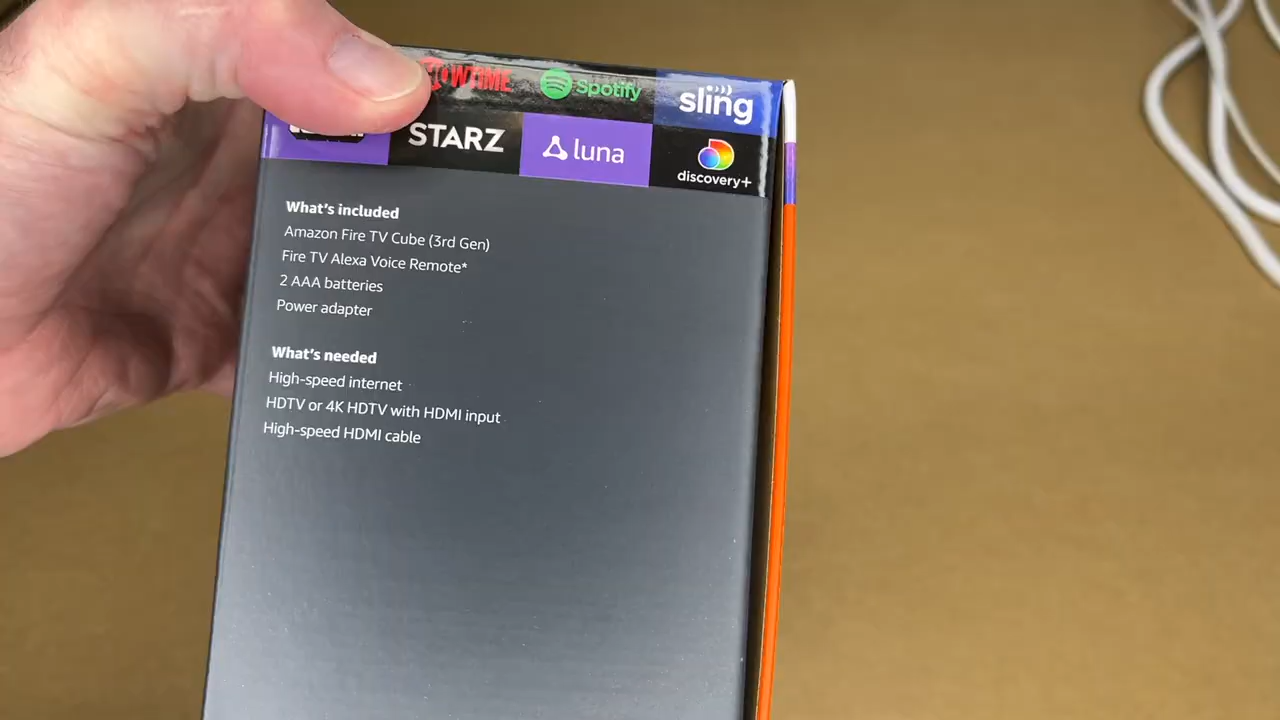 SHOWTIME
Spotify
sling
STARZ
luna
discovery+
What's included
Amazon Fire TV Cube (3rd Gen)
Fire TV Alexa Voice Remote*
2 AAA batteries
Power adapter
What's needed
High-speed internet
HDTV or 4K HDTV with HDMI input
High-speed HDMI cable